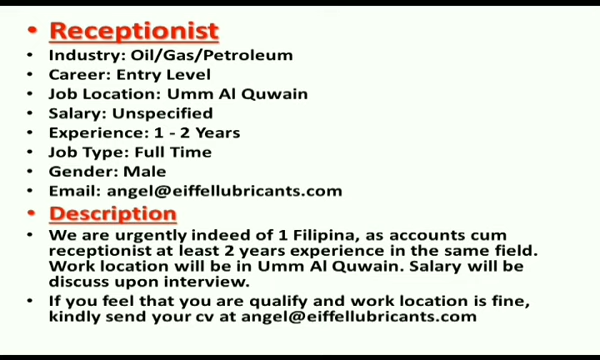 • Receptionist
• Industry: Oil/Gas/Petroleum
• Career: Entry Level
• Job Location: Umm Al Quwain
• Salary: Unspecified
• Experience: 1 - 2 Years
• Job Type: Full Time
• Gender: Male
• Email: angel@eiffellubricants.com
• Description
• We are urgently indeed of 1 Filipina, as accounts cum
receptionist at least 2 years experience in the same field.
Work location will be in Umm Al Quwain. Salary will be
discuss upon interview.
• If you feel that you are qualify and work location is fine,
kindly send your cv at angel@eiffellubricants.com